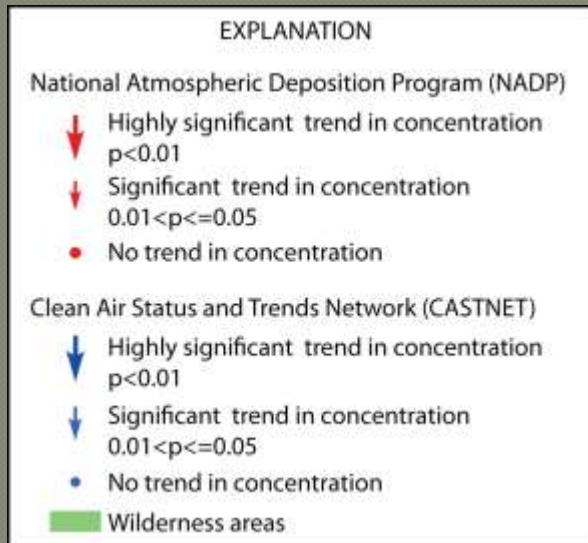 EXPLANATION
National Atmospheric Deposition Program (NADP)
Highly significant trend in concentration
p<0.01
Significant trend in concentration
0.01<p<=0.05
No trend in concentration
Clean Air Status and Trends Network (CASTNET)
Highly significant trend in concentration
p<0.01
Significant trend in concentration
0.01<p<=0.05
No trend in concentration
Wilderness areas